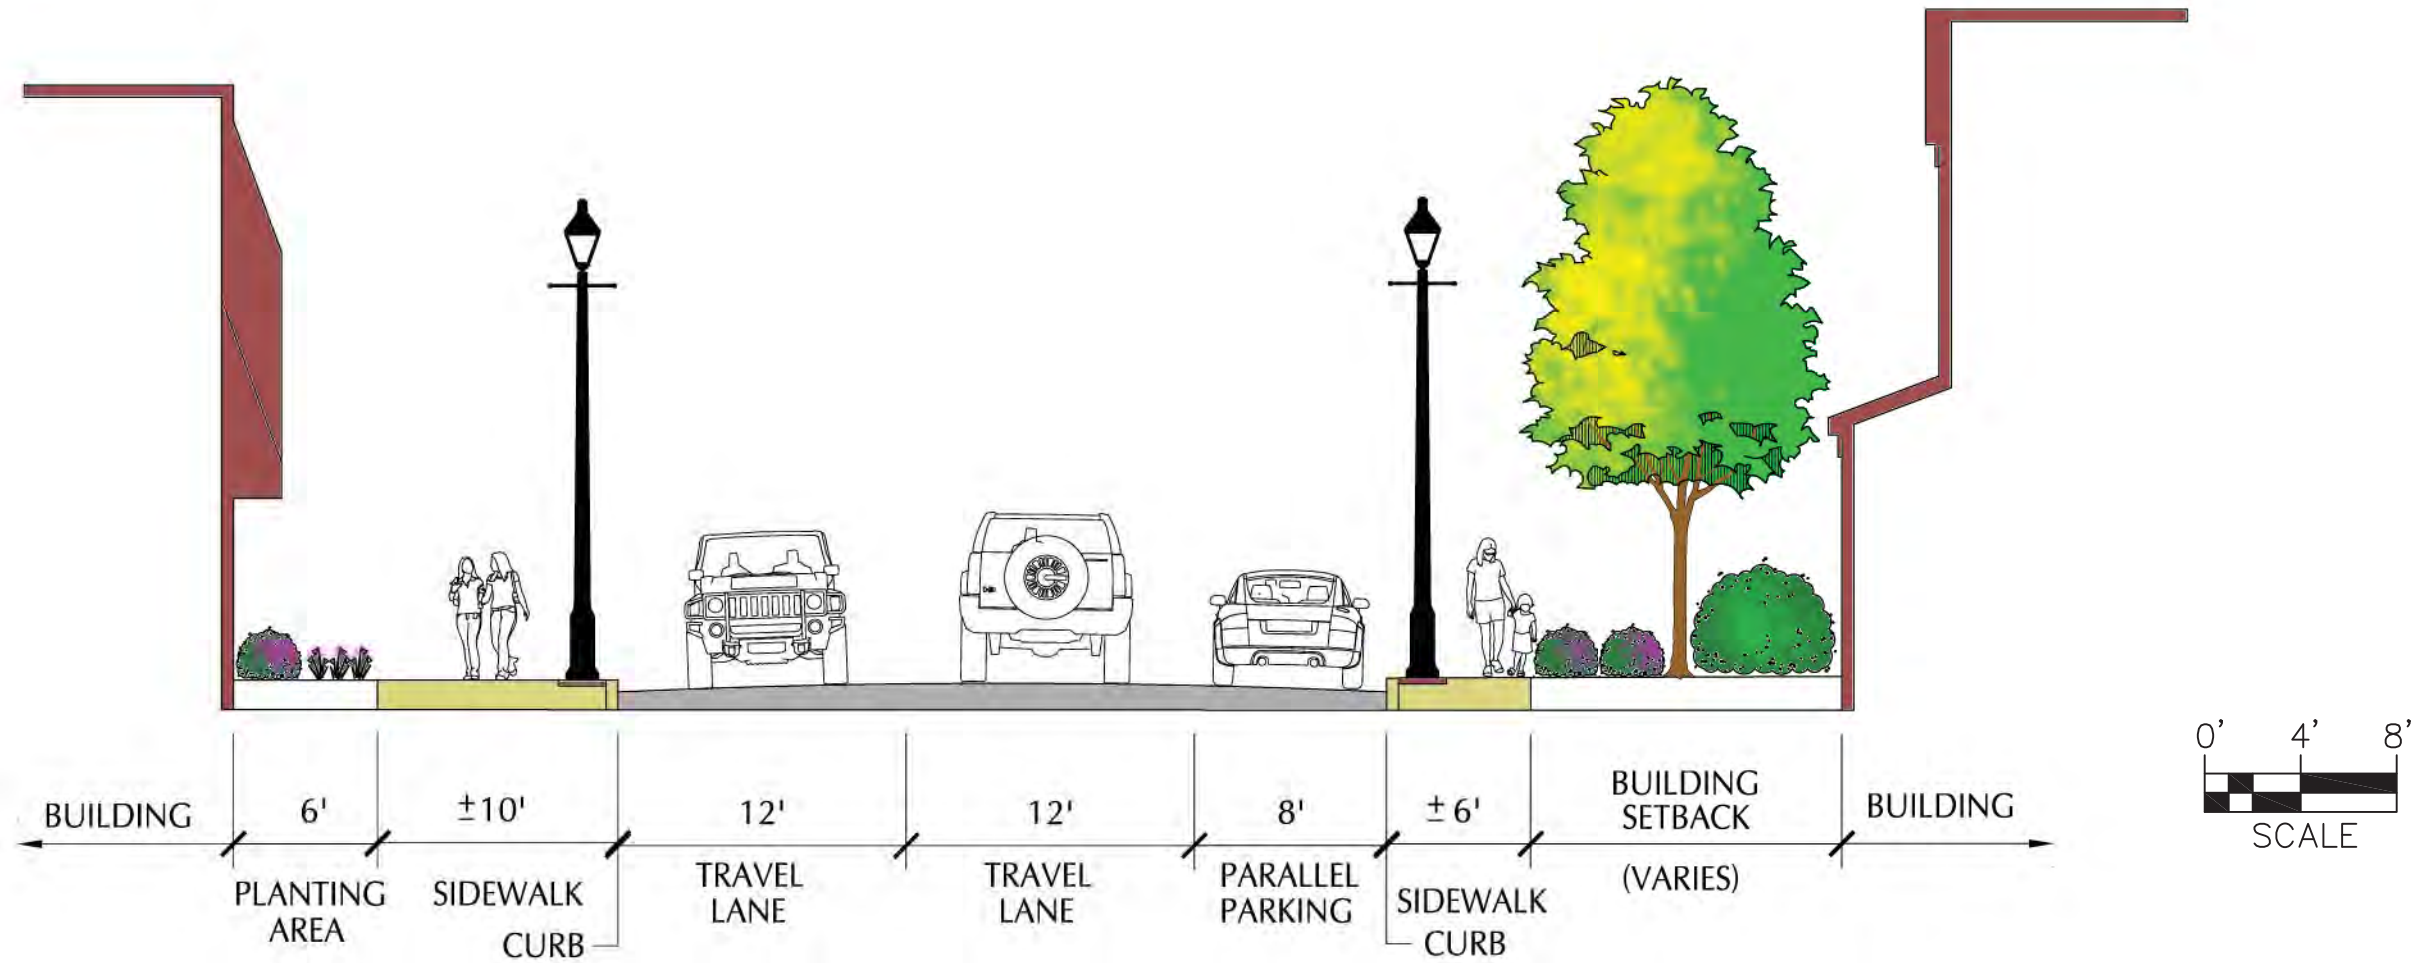 0' 4' 8'
SCALE
BUILDING
6'
±10'
12'
12'
8'
± 6'
BUILDING
SETBACK
(VARIES)
BUILDING
PLANTING
AREA
SIDEWALK
CURB
TRAVEL
LANE
TRAVEL
LANE
PARALLEL
PARKING
SIDEWALK
CURB